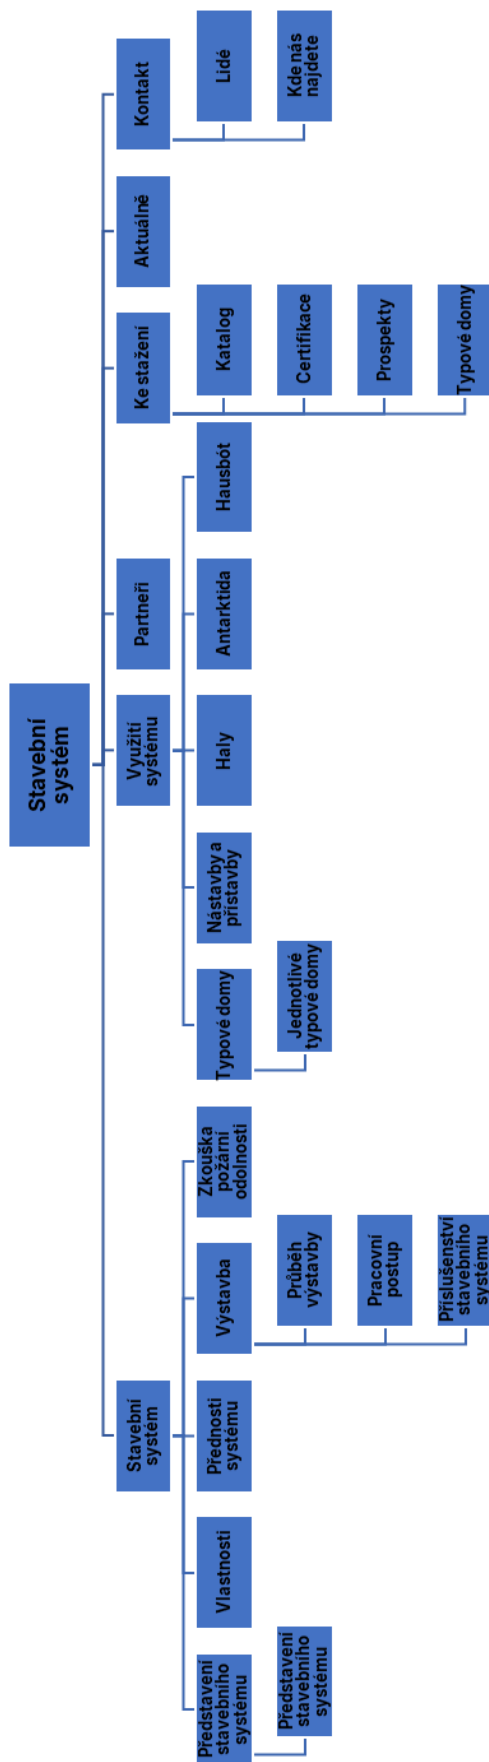 Stavební
systém
Stavební
systém
Představení
stavebního
systému
Představení
stavebního
systému
Vlastnosti
Přednosti
systému
Výstavba
Průběh
výstavby
Pracovní
postup
Příslušenství
stavebního
systému
Zkouška
požární
odolnosti
Využití
systému
Typové domy
Jednotlivé
typové domy
Nástavby a
přístavby
Haly
Antarktida
Hausbót
Partneři
Ke stažení
Katalog
Certifikace
Prospekty
Typové domy
Aktuálně
Kontakt
Lidé
Kde nás
najdete